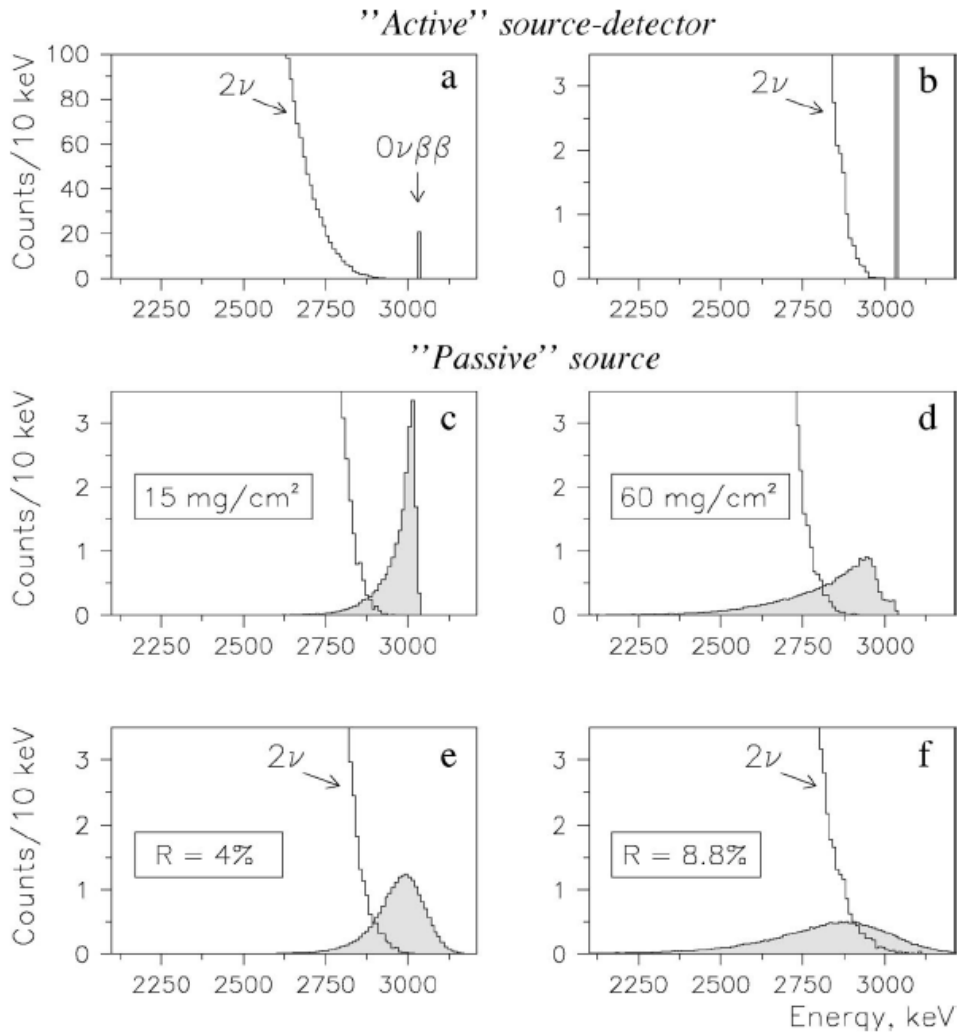 "Active" source-detector
Counts/10 keV
100
80
60
40
20
0
2ν
0νββ
a
2250 2500 2750 3000
3
2
1
0
2ν
b
2250 2500 2750 3000
"Passive" source
Counts/10 keV
3
2
1
0
15 mg/cm²
c
2250 2500 2750 3000
3
2
1
0
60 mg/cm²
d
2250 2500 2750 3000
Counts/10 keV
3
2
1
0
2ν
R = 4%
e
2250 2500 2750 3000
3
2
1
0
2ν
R = 8.8%
f
2250 2500 2750 3000
Energy, keV